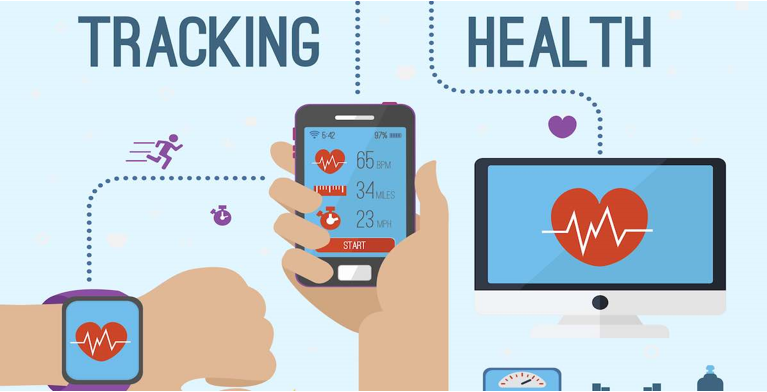 TRACKING HEALTH
5:42 97%
65 BPM
34 MILES
23 MPH
START